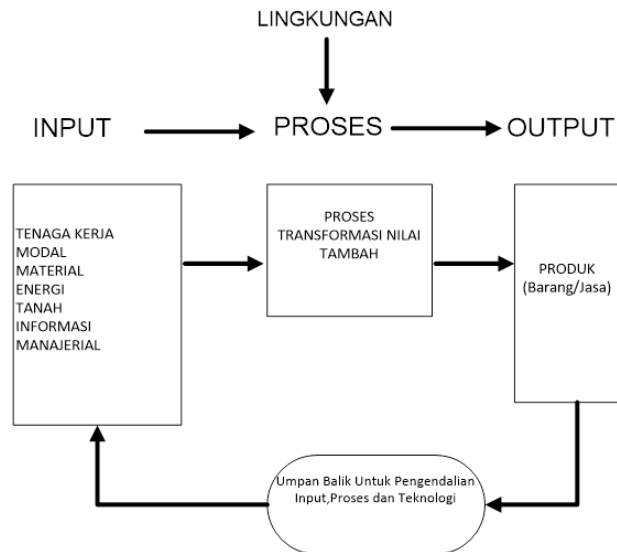 LINGKUNGAN
INPUT
PROSES
OUTPUT
TENAGA KERJA
MODAL
MATERIAL
ENERGI
TANAH
INFORMASI
MANAJERIAL
PROSES
TRANSFORMASI NILAI
TAMBAH
PRODUK
(Barang/Jasa)
Umpan Balik Untuk Pengendalian
Input,Proses dan Teknologi